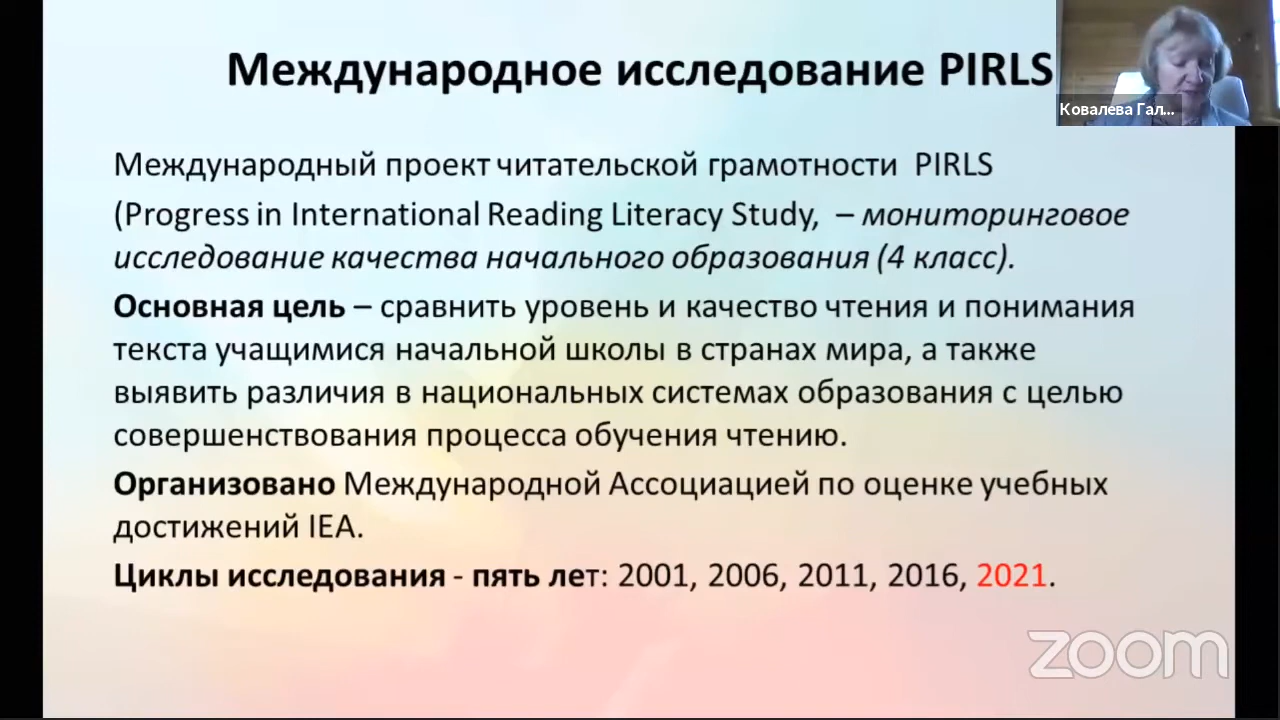 Международное исследование PIRLS
Ковалева Гал...
Международный проект читательской грамотности PIRLS
(Progress in International Reading Literacy Study, – мониторинговое
исследование качества начального образования (4 класс).
Основная цель – сравнить уровень и качество чтения и понимания
текста учащимися начальной школы в странах мира, а также
выявить различия в национальных системах образования с целью
совершенствования процесса обучения чтению.
Организовано Международной Ассоциацией по оценке учебных
достижений IEA.
Циклы исследования - пять лет: 2001, 2006, 2011, 2016, 2021.
zoom